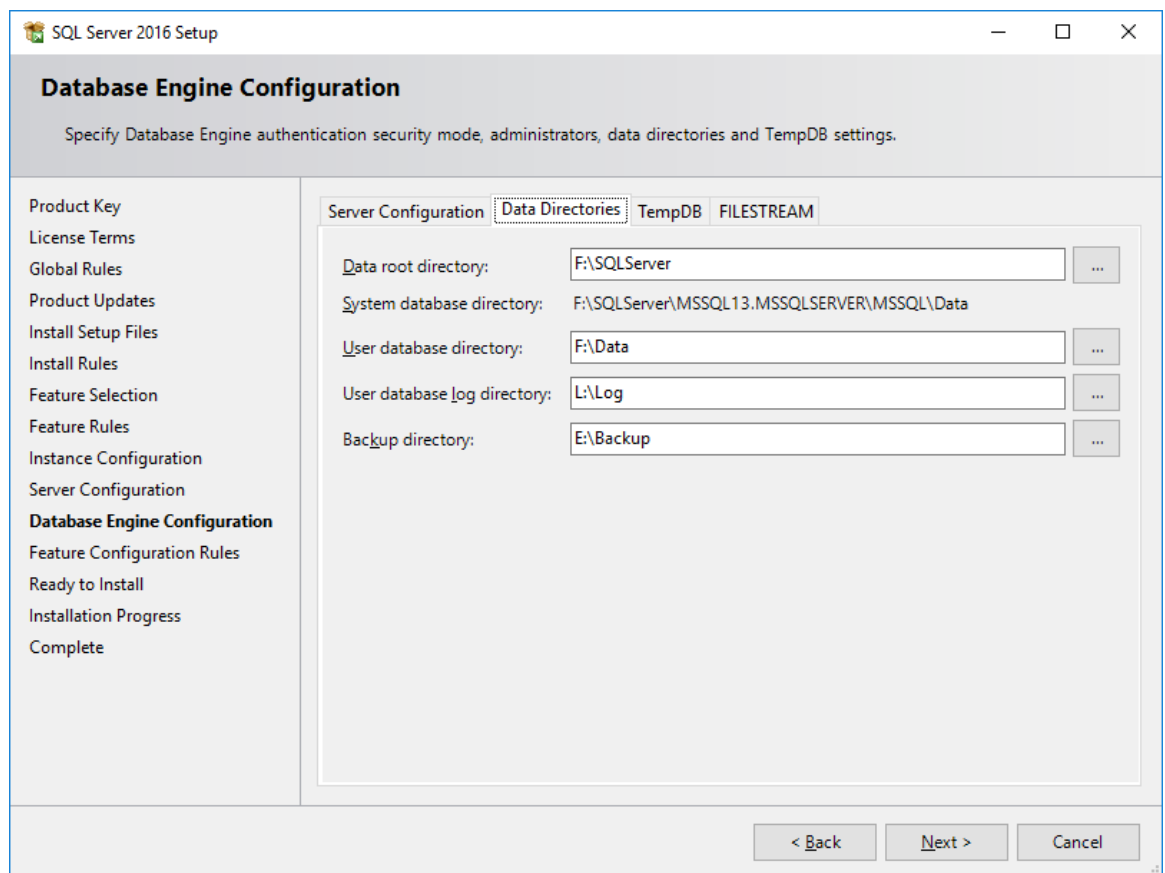 SQL Server 2016 Setup
Database Engine Configuration
Specify Database Engine authentication security mode, administrators, data directories and TempDB settings.
Product Key
License Terms
Global Rules
Product Updates
Install Setup Files
Install Rules
Feature Selection
Feature Rules
Instance Configuration
Server Configuration
Database Engine Configuration
Feature Configuration Rules
Ready to Install
Installation Progress
Complete
Server Configuration Data Directories TempDB FILESTREAM
Data root directory: F:\SQLServer ...
System database directory: F:\SQLServer\MSSQL13.MSSQLSERVER\MSSQL\Data
User database directory: F:\Data ...
User database log directory: L:\Log ...
Backup directory: E:\Backup ...
< Back Next > Cancel